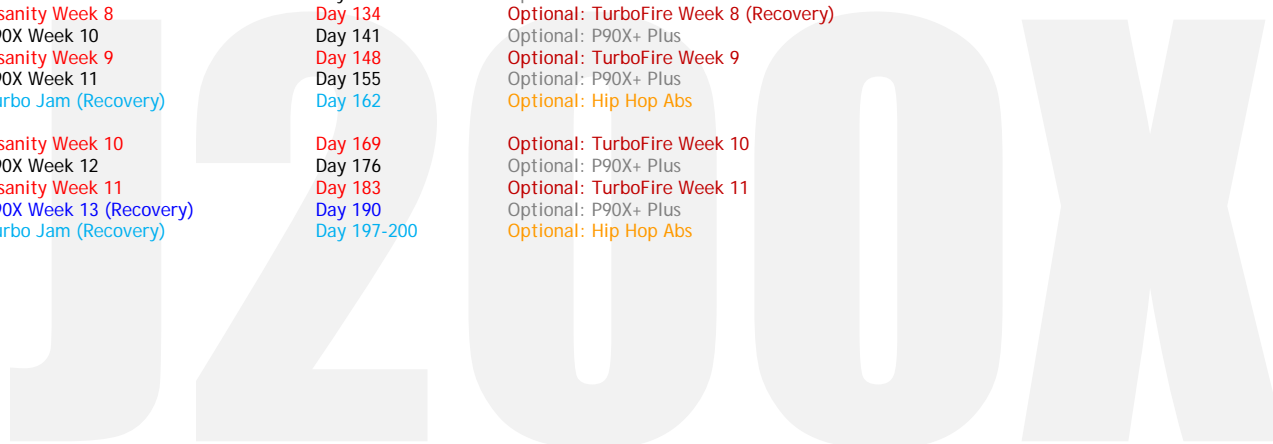 sanity Week 8 Day 134 Optional: TurboFire Week 8 (Recovery)
90X Week 10 Day 141 Optional: P90X+ Plus
sanity Week 9 Day 148 Optional: TurboFire Week 9
90X Week 11 Day 155 Optional: P90X+ Plus
urbo Jam (Recovery) Day 162 Optional: Hip Hop Abs
sanity Week 10 Day 169 Optional: TurboFire Week 10
90X Week 12 Day 176 Optional: P90X+ Plus
sanity Week 11 Day 183 Optional: TurboFire Week 11
90X Week 13 (Recovery) Day 190 Optional: P90X+ Plus
urbo Jam (Recovery) Day 197-200 Optional: Hip Hop Abs
J200X